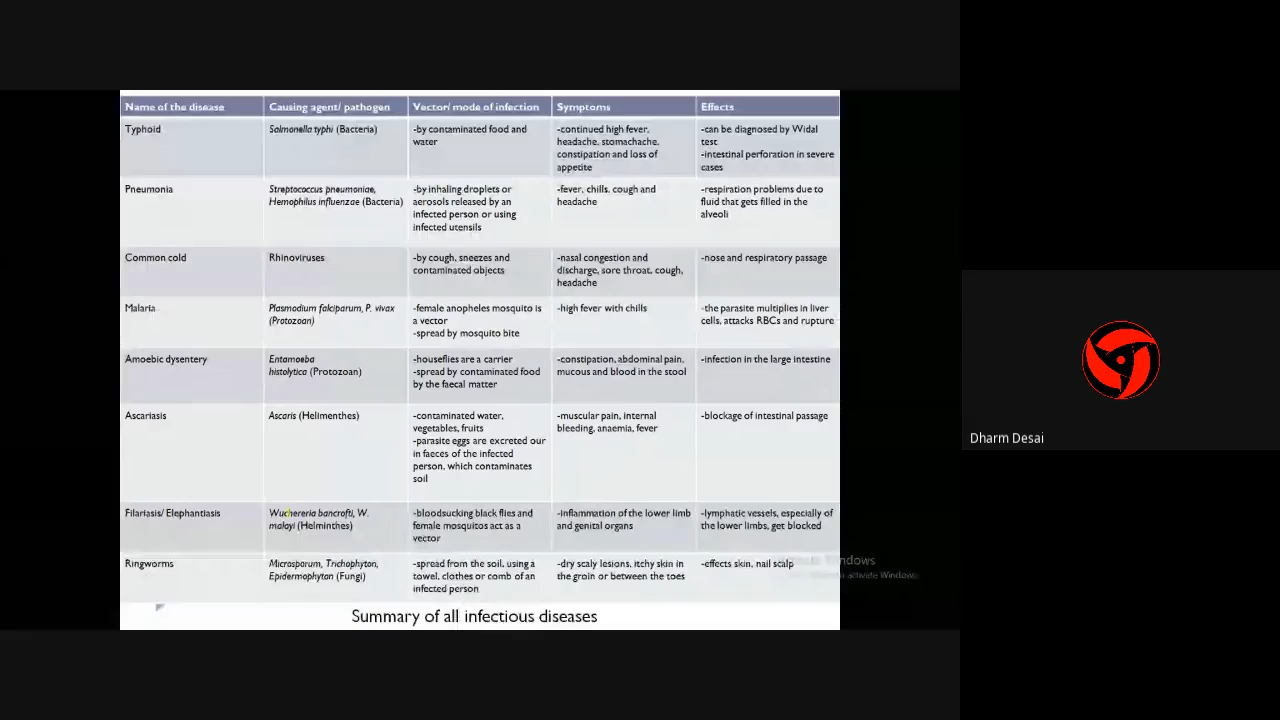 Name of the disease
Causing agent/ pathogen
Vector/ mode of infection
Symptoms
Effects
Typhoid
Salmonella typhi (Bacteria)
-by contaminated food and
water
-continued high fever,
headache, stomachache,
constipation and loss of
appetite
-can be diagnosed by Widal
test
-intestinal perforation in severe
cases
Pneumonia
Streptococcus pneumoniae,
Hemophilus influenzae (Bacteria)
-by inhaling droplets or
aerosols released by an
infected person or using
infected utensils
-fever, chills, cough and
headache
-respiration problems due to
fluid that gets filled in the
alveoli
Common cold
Rhinoviruses
-by cough, sneezes and
contaminated objects
-nasal congestion and
discharge, sore throat, cough,
headache
-nose and respiratory passage
Malaria
Plasmodium falciparum, P. vivax
(Protozoan)
-female anopheles mosquito is
a vector
-spread by mosquito bite
-high fever with chills
-the parasite multiplies in liver
cells, attacks RBCs and rupture
Amoebic dysentery
Entamoeba
histolytica (Protozoan)
-houseflies are a carrier
-spread by contaminated food
by the faecal matter
-constipation, abdominal pain,
mucous and blood in the stool
-infection in the large intestine
Ascariasis
Ascaris (Helimenthes)
-contaminated water,
vegetables, fruits
-parasite eggs are excreted our
in faeces of the infected
person, which contaminates
soil
-muscular pain, internal
bleeding, anaemia, fever
-blockage of intestinal passage
Filariasis/ Elephantiasis
Wuchereria bancrofti, W.
malayi (Helminthes)
-bloodsucking black flies and
female mosquitos act as a
vector
-inflammation of the lower limb
and genital organs
-lymphatic vessels, especially of
the lower limbs, get blocked
Ringworms
Microsporum, Trichophyton,
Epidermophyton (Fungi)
-spread from the soil, using a
towel, clothes or comb of an
infected person
-dry scaly lesions, itchy skin in
the groin or between the toes
-effects skin, nail scalp
Summary of all infectious diseases
Windows
activate Windows.
Dharm Desai